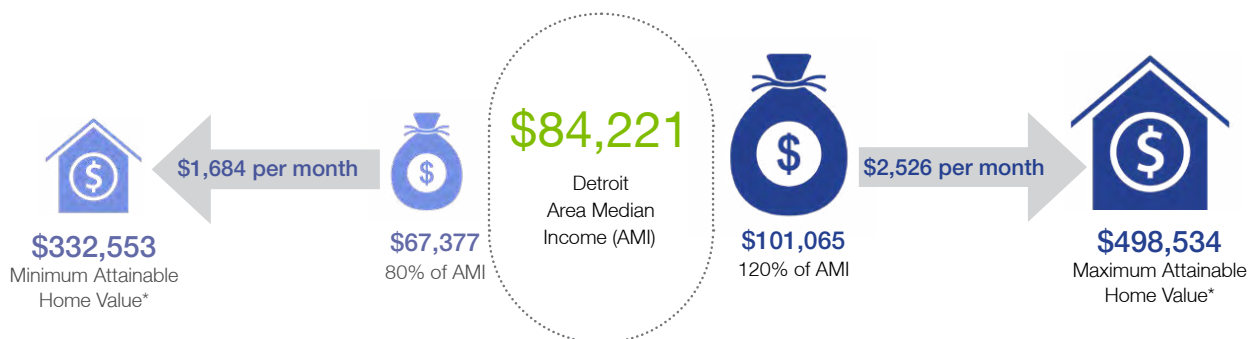 $1,684 per month
$332,553
Minimum Attainable
Home Value*
$
$
$67,377
80% of AMI
$84,221
Detroit
Area Median
Income (AMI)
$
$101,065
120% of AMI
$2,526 per month
$
$498,534
Maximum Attainable
Home Value*